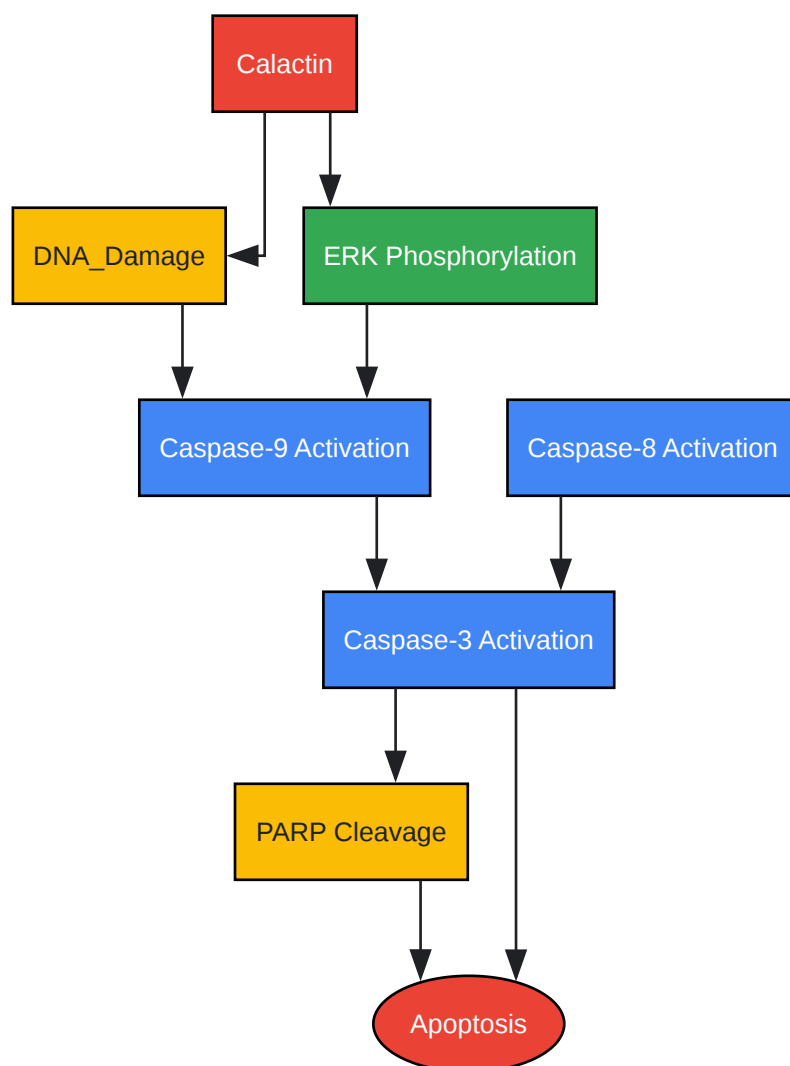 Calactin
DNA_Damage
ERK Phosphorylation
Caspase-9 Activation
Caspase-8 Activation
Caspase-3 Activation
PARP Cleavage
Apoptosis